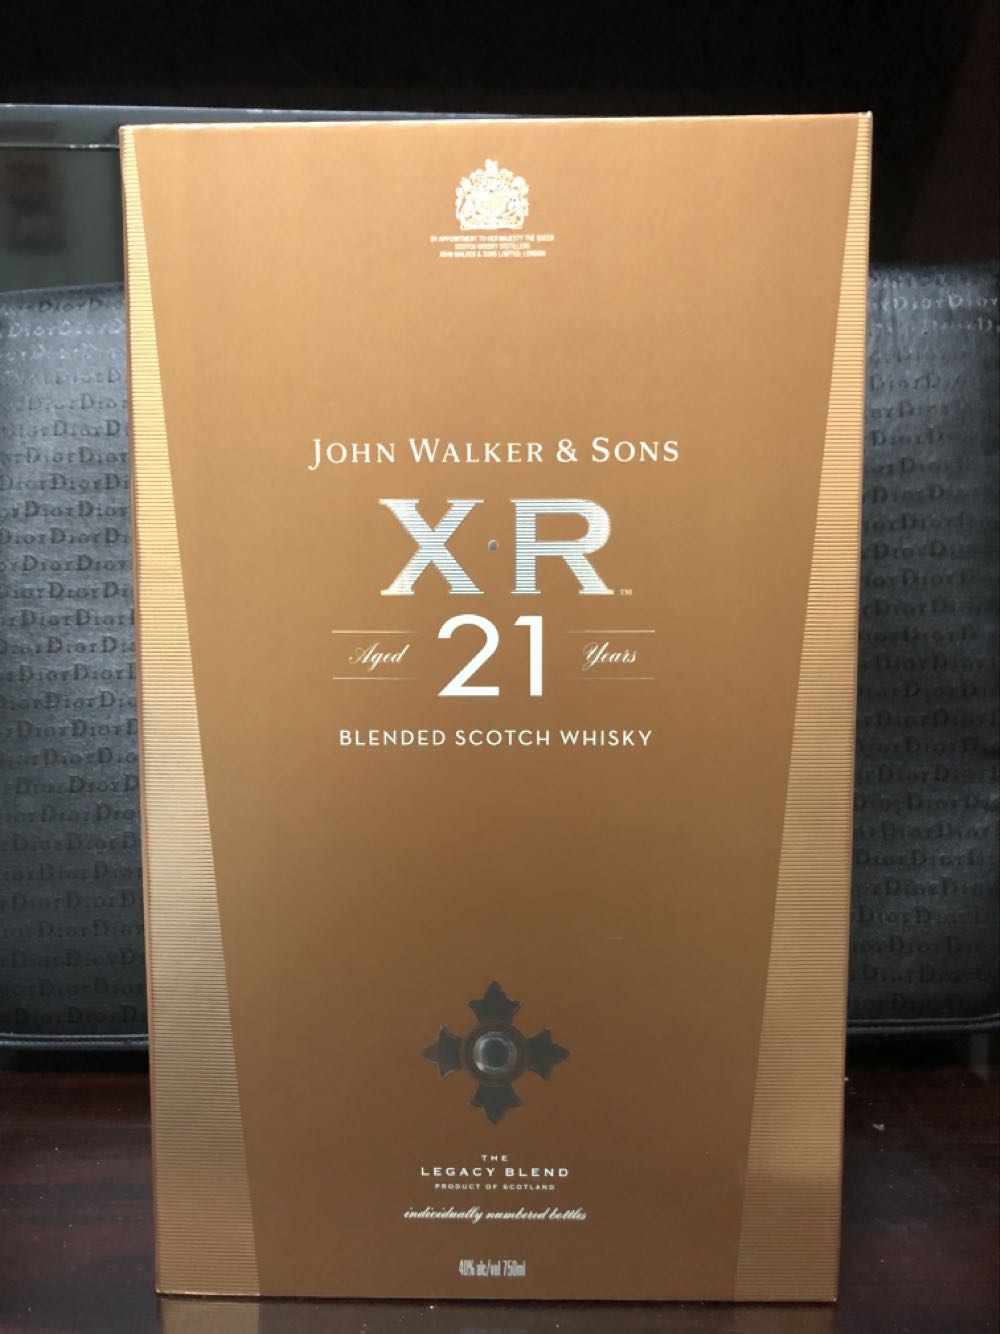 BY APPOINTMENT TO HER MAJESTY THE QUEEN
SCOTCH WHISKY DISTILLERS
JOHN WALKER & SONS LIMITED, LONDON
JOHN WALKER & SONS
X·R™
Aged 21 Years
BLENDED SCOTCH WHISKY
THE
LEGACY BLEND
PRODUCT OF SCOTLAND
individually numbered bottles
40% alc/vol 750ml